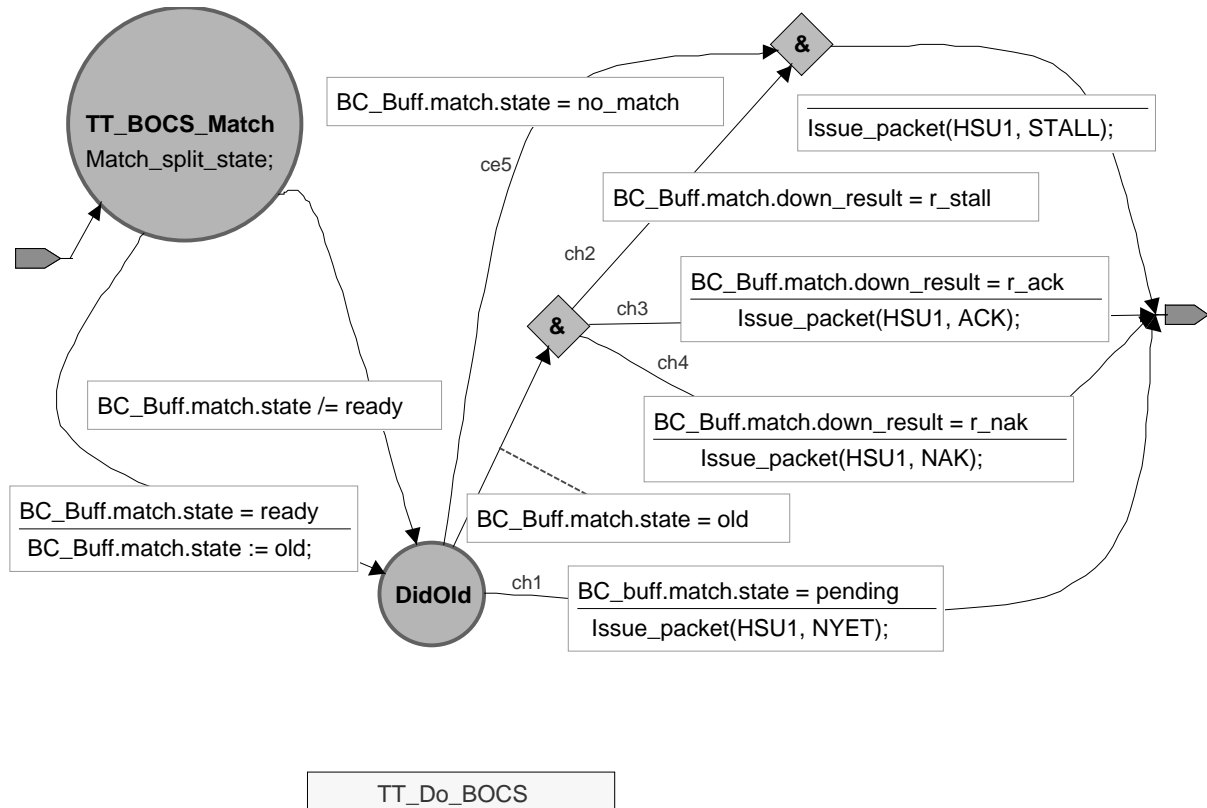 &
BC_Buff.match.state = no_match
TT_BOCS_Match
Match_split_state;
Issue_packet(HSU1, STALL);
ce5
BC_Buff.match.down_result = r_stall
ch2
BC_Buff.match.down_result = r_ack
Issue_packet(HSU1, ACK);
ch3
&
ch4
BC_Buff.match.state /= ready
BC_Buff.match.down_result = r_nak
Issue_packet(HSU1, NAK);
BC_Buff.match.state = ready
BC_Buff.match.state := old;
BC_Buff.match.state = old
DidOld
ch1
BC_buff.match.state = pending
Issue_packet(HSU1, NYET);
TT_Do_BOCS